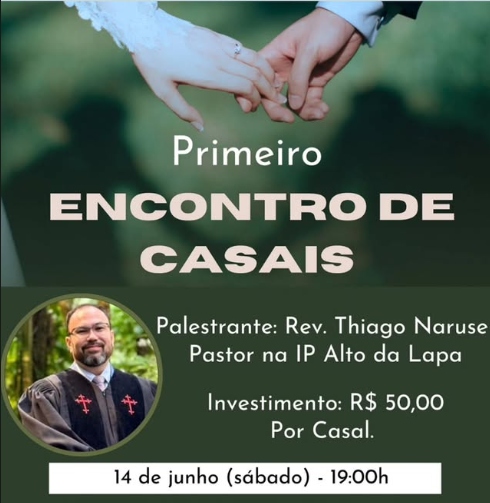 Primeiro
ENCONTRO DE
CASAIS
Palestrante: Rev. Thiago Naruse
Pastor na IP Alto da Lapa
Investimento: R$ 50,00
Por Casal.
14 de junho (sábado) - 19:00h